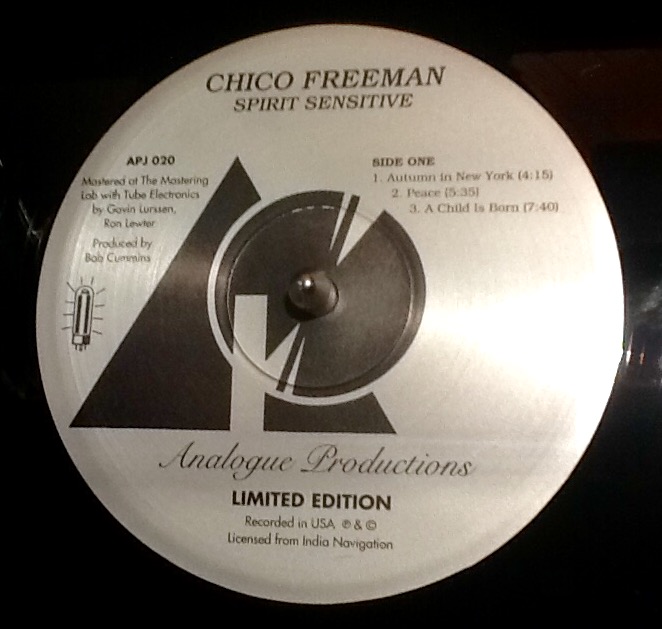 CHICO FREEMAN
SPIRIT SENSITIVE
APJ 020
Mastered at The Mastering
Lab with Tube Electronics
by Gavin Lurssen,
Ron Lewter
Produced by
Bob Cummins
SIDE ONE
1. Autumn in New York (4:15)
2. Peace (5:35)
3. A Child Is Born (7:40)
Analogue Productions
LIMITED EDITION
Recorded in USA ℗ & ©
Licensed from India Navigation